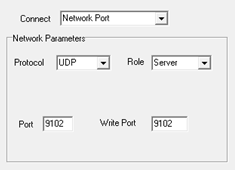 Connect Network Port
Network Parameters
Protocol UDP Role Server
Port 9102 Write Port 9102